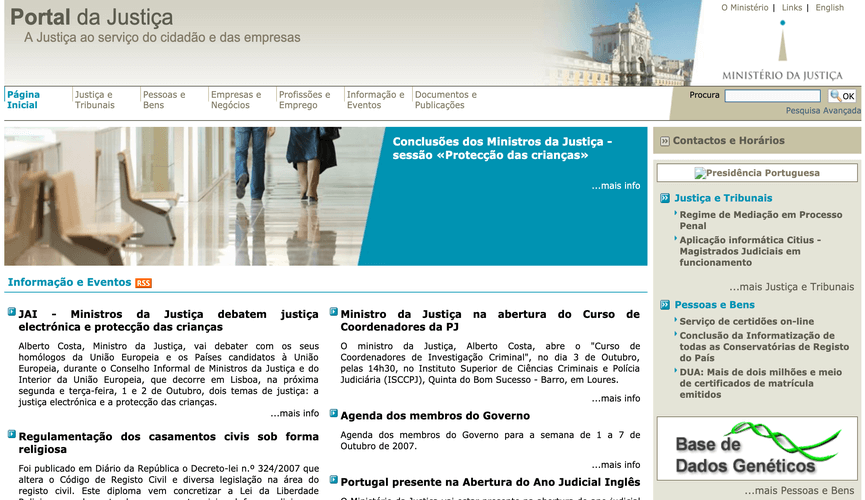 Portal da Justiça
A Justiça ao serviço do cidadão e das empresas
O Ministério | Links | English
MINISTÉRIO DA JUSTIÇA
Página
Inicial
Justiça e
Tribunais
Pessoas e
Bens
Empresas e
Negócios
Profissões e
Emprego
Informação e
Eventos
Documentos e
Publicações
Procura
OK
Pesquisa Avançada
Conclusões dos Ministros da Justiça -
sessão «Protecção das crianças»
...mais info
Informação e Eventos RSS
JAI - Ministros da Justiça debatem justiça
electrónica e protecção das crianças
Alberto Costa, Ministro da Justiça, vai debater com os seus
homólogos da União Europeia e os Países candidatos à União
Europeia, durante o Conselho Informal de Ministros da Justiça e do
Interior da União Europeia, que decorre em Lisboa, na próxima
segunda e terça-feira, 1 e 2 de Outubro, dois temas de justiça: a
justiça electrónica e a protecção das crianças.
...mais info
Regulamentação dos casamentos civis sob forma
religiosa
Foi publicado em Diário da República o Decreto-lei n.º 324/2007 que
altera o Código de Registo Civil e diversa legislação na área do
registo civil. Este diploma vem concretizar a Lei da Liberdade
Ministro da Justiça na abertura do Curso de
Coordenadores da PJ
O ministro da Justiça, Alberto Costa, abre o "Curso de
Coordenadores de Investigação Criminal", no dia 3 de Outubro,
pelas 14h30, no Instituto Superior de Ciências Criminais e Polícia
Judiciária (ISCCPJ), Quinta do Bom Sucesso - Barro, em Loures.
...mais info
Agenda dos membros do Governo
Agenda dos membros do Governo para a semana de 1 a 7 de
Outubro de 2007.
...mais info
Portugal presente na Abertura do Ano Judicial Inglês
Contactos e Horários
Presidência Portuguesa
Justiça e Tribunais
Regime de Mediação em Processo
Penal
Aplicação informática Citius -
Magistrados Judiciais em
funcionamento
...mais Justiça e Tribunais
Pessoas e Bens
Serviço de certidões on-line
Conclusão da Informatização de
todas as Conservatórias de Registo
do País
DUA: Mais de dois milhões e meio
de certificados de matrícula
emitidos
Base de
Dados Genéticos
...mais Pessoas e Bens